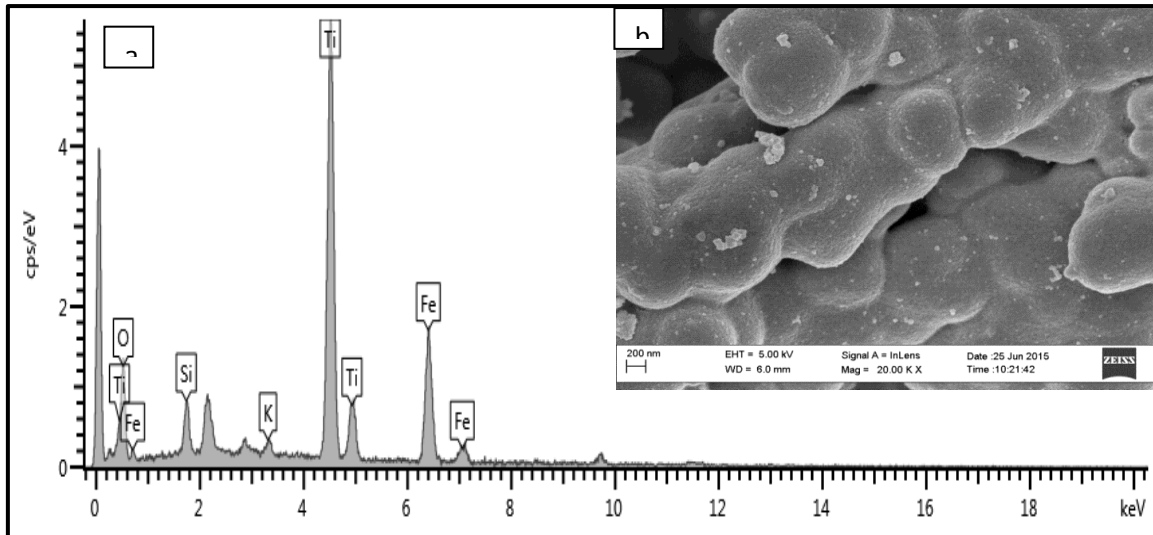 a
b
Ti
4
cps/eV
Fe
2
O
Si
Ti
Ti
K
Fe
Fe
0
0 2 4 6 8 10 12 14 16 18 keV
200 nm
EHT = 5.00 kV Signal A = InLens Date :25 Jun 2015
WD = 6.0 mm Mag = 20.00 K X Time :10:21:42
ZEISS